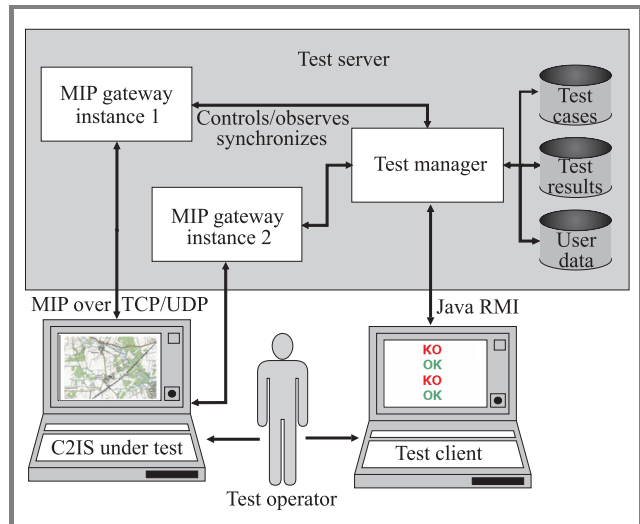 Test server
MIP gateway
instance 1
Controls/observes
synchronizes
Test manager
Test
cases
Test
results
User
data
MIP gateway
instance 2
MIP over TCP/UDP
Java RMI
KO
OK
KO
OK
C2IS under test
Test client
Test operator